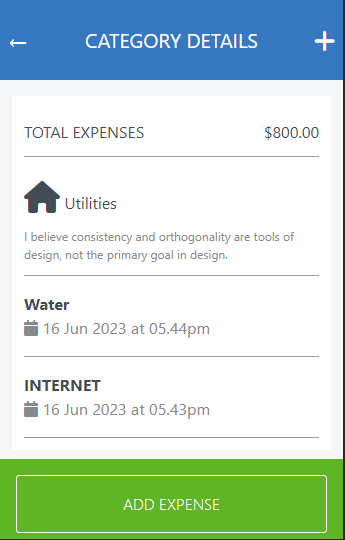 ← CATEGORY DETAILS +
TOTAL EXPENSES $800.00
Utilities
I believe consistency and orthogonality are tools of
design, not the primary goal in design.
Water
16 Jun 2023 at 05.44pm
INTERNET
16 Jun 2023 at 05.43pm
ADD EXPENSE